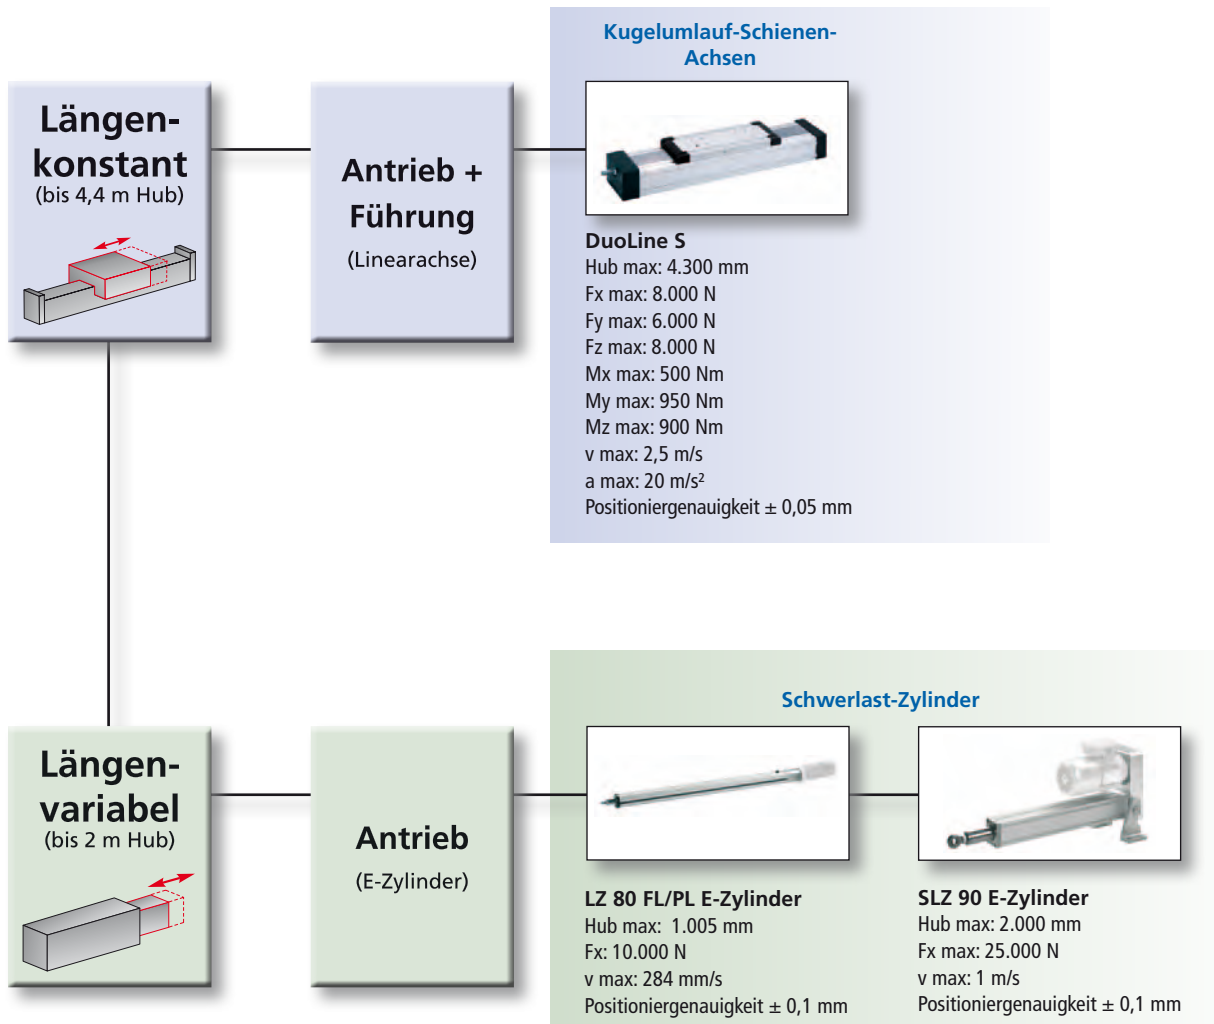 Kugelumlauf-Schienen-
Achsen
Längen-
konstant
(bis 4,4 m Hub)
Antrieb +
Führung
(Linearachse)
DuoLine S
Hub max: 4.300 mm
Fx max: 8.000 N
Fy max: 6.000 N
Fz max: 8.000 N
Mx max: 500 Nm
My max: 950 Nm
Mz max: 900 Nm
v max: 2,5 m/s
a max: 20 m/s²
Positioniergenauigkeit ± 0,05 mm
Schwerlast-Zylinder
Längen-
variabel
(bis 2 m Hub)
Antrieb
(E-Zylinder)
LZ 80 FL/PL E-Zylinder
Hub max: 1.005 mm
Fx: 10.000 N
v max: 284 mm/s
Positioniergenauigkeit ± 0,1 mm
SLZ 90 E-Zylinder
Hub max: 2.000 mm
Fx max: 25.000 N
v max: 1 m/s
Positioniergenauigkeit ± 0,1 mm